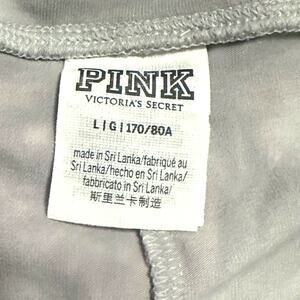 PINK
VICTORIA'S SECRET
L|G|170/80A
made in Sri Lanka/fabriqué au
Sri Lanka/hecho en Sri Lanka/
fabbricato in Sri Lanka/
斯里兰卡制造